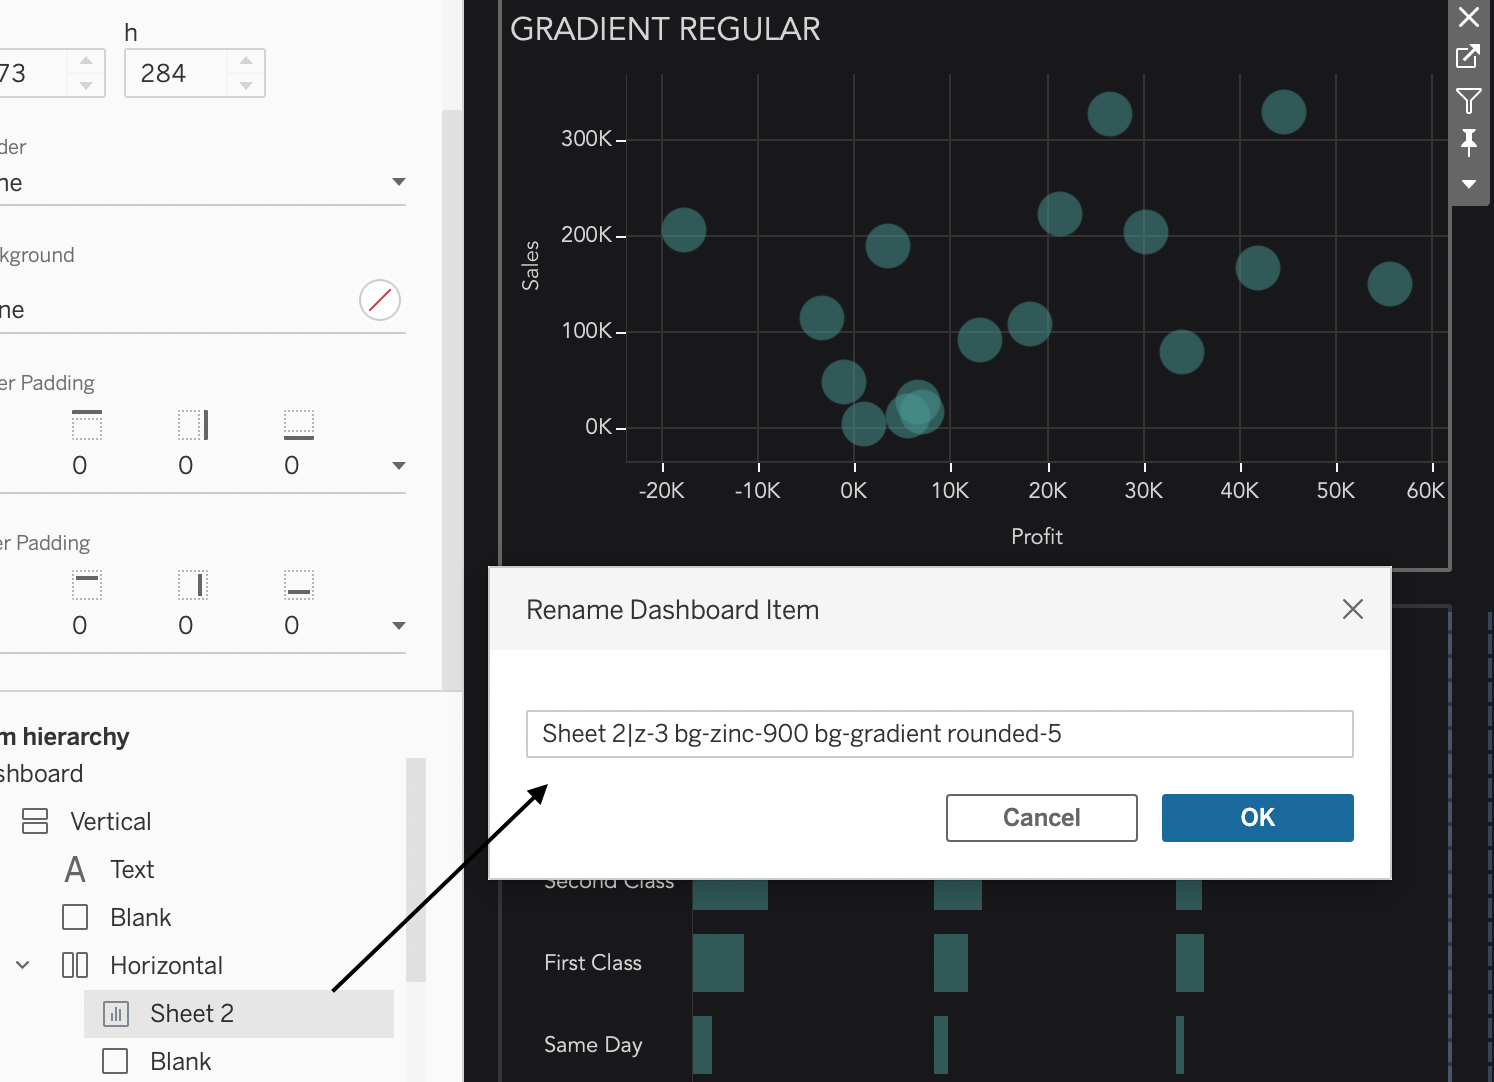 h
73
284
der
ne
kground
ne
er Padding
0
0
0
er Padding
0
0
0
m hierarchy
shboard
Vertical
Text
Blank
Horizontal
Sheet 2
Blank
GRADIENT REGULAR
300K
200K
100K
0K
Sales
-20K
-10K
0K
10K
20K
30K
40K
50K
60K
Profit
Rename Dashboard Item
Sheet 2|z-3 bg-zinc-900 bg-gradient rounded-5
Cancel
OK
Second Class
First Class
Same Day